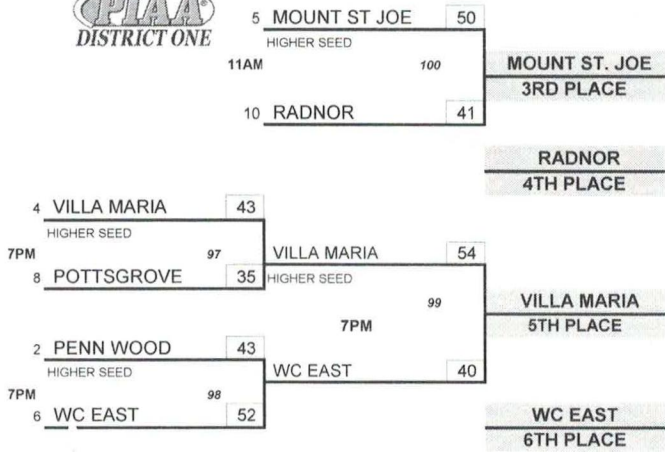 PIAA
DISTRICT ONE
5 MOUNT ST JOE 50
HIGHER SEED
11AM 100
MOUNT ST. JOE
3RD PLACE
10 RADNOR 41
RADNOR
4TH PLACE
4 VILLA MARIA 43
HIGHER SEED
7PM 97
VILLA MARIA 54
8 POTTSGROVE 35
HIGHER SEED
99
7PM
VILLA MARIA
5TH PLACE
2 PENN WOOD 43
HIGHER SEED
WC EAST 40
7PM 98
6 WC EAST 52
WC EAST
6TH PLACE